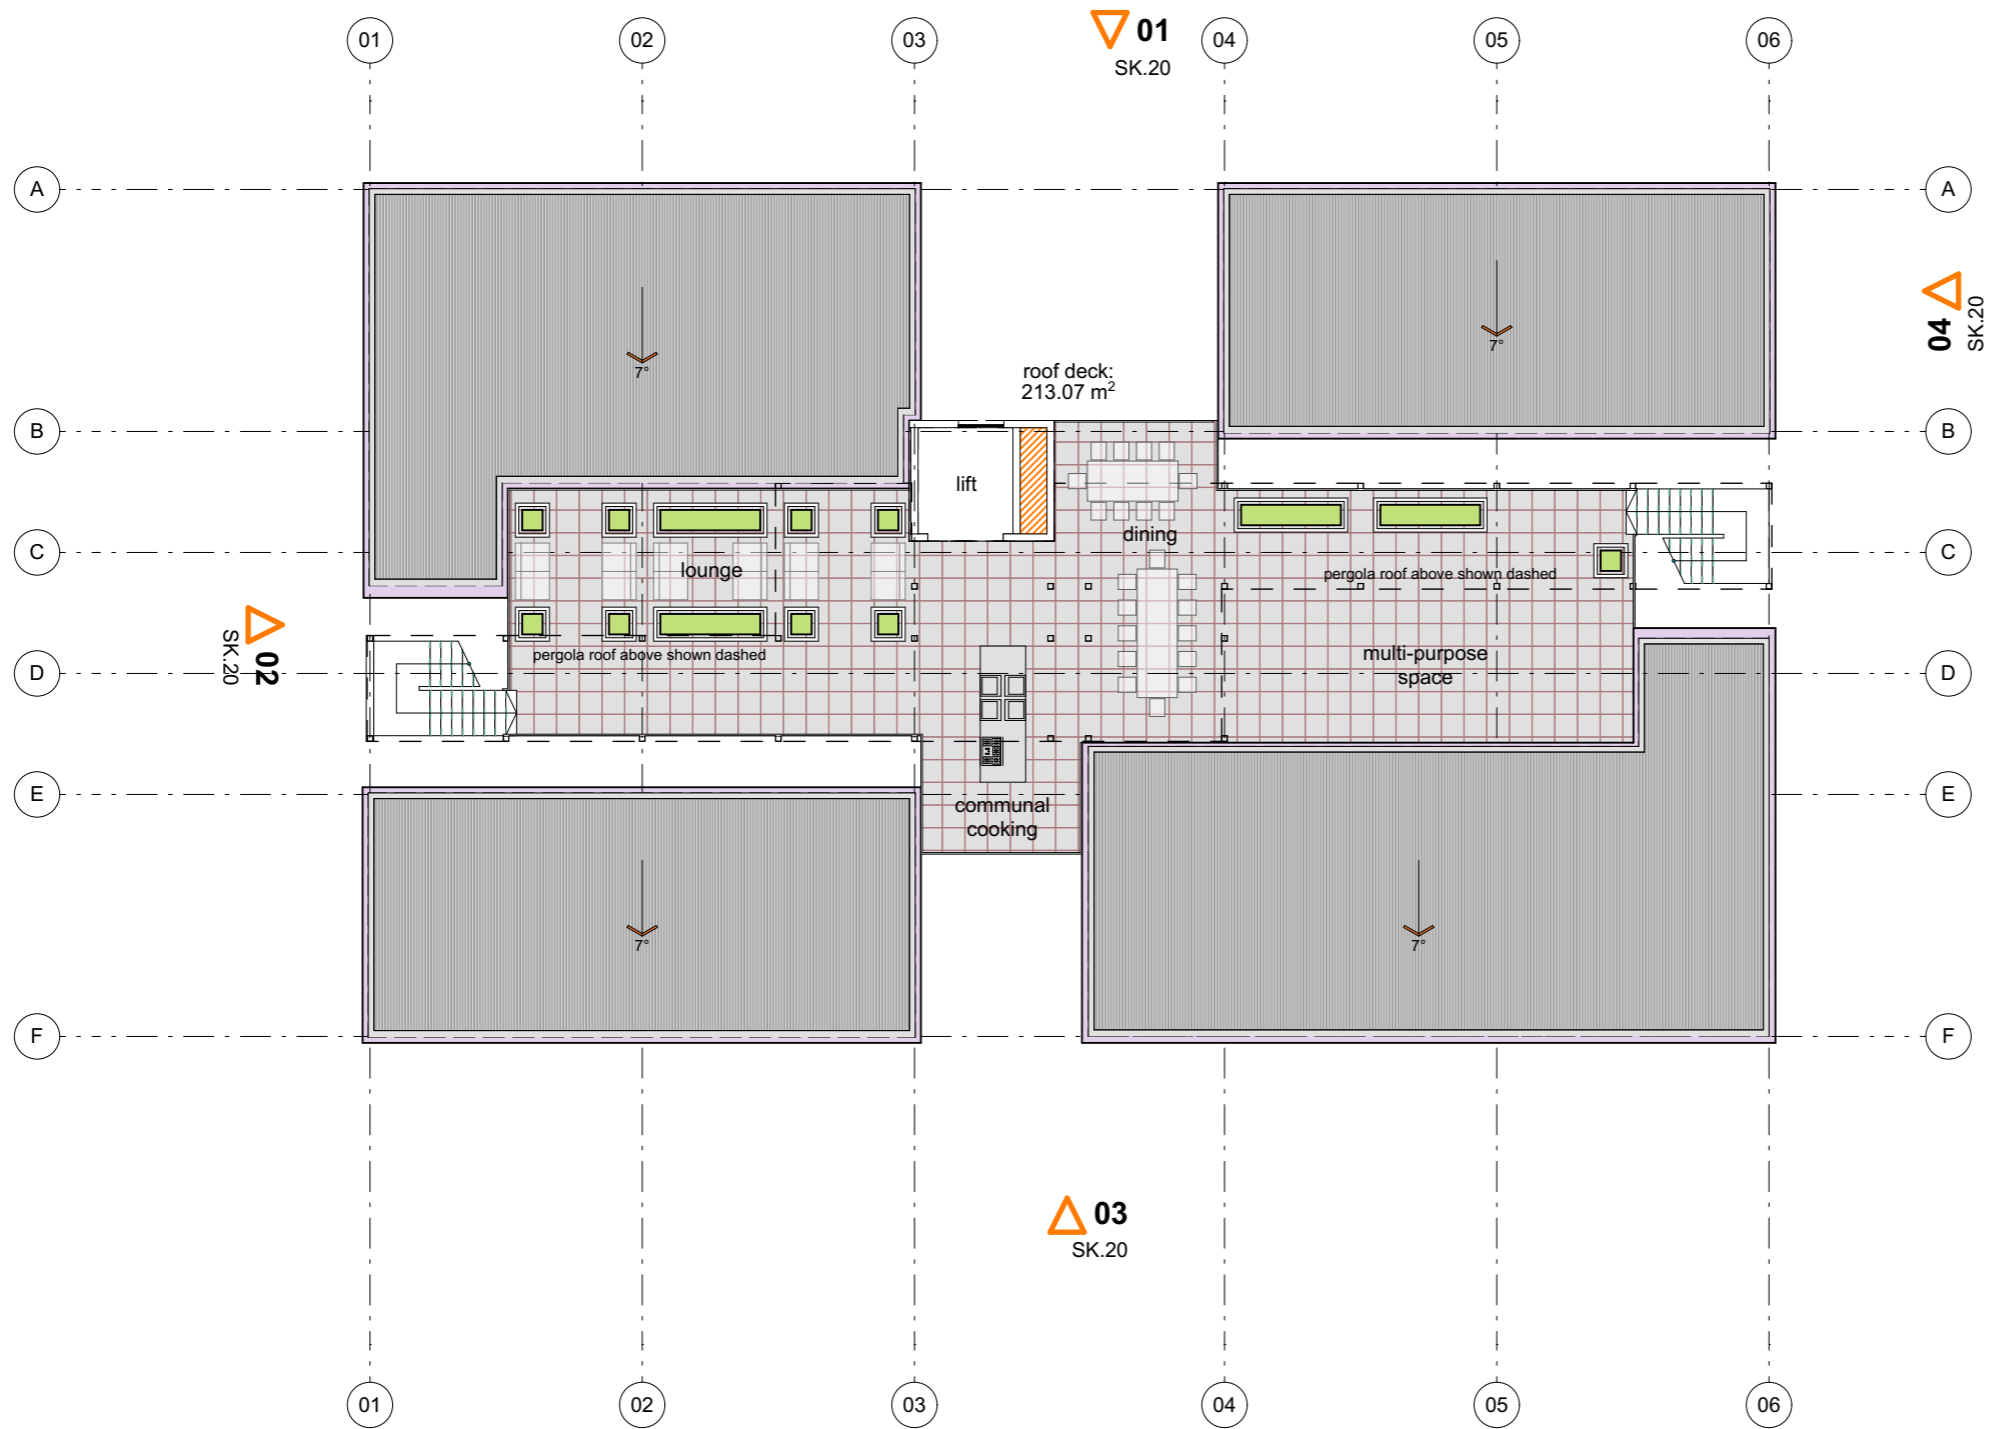 01
02
03
01
04
05
06
SK.20
A
A
04
SK.20
7°
7°
roof deck:
213.07 m²
B
B
lift
dining
C
C
lounge
pergola roof above shown dashed
02
SK.20
pergola roof above shown dashed
multi-purpose
space
D
D
E
E
communal
cooking
7°
7°
F
F
03
SK.20
01
02
03
04
05
06